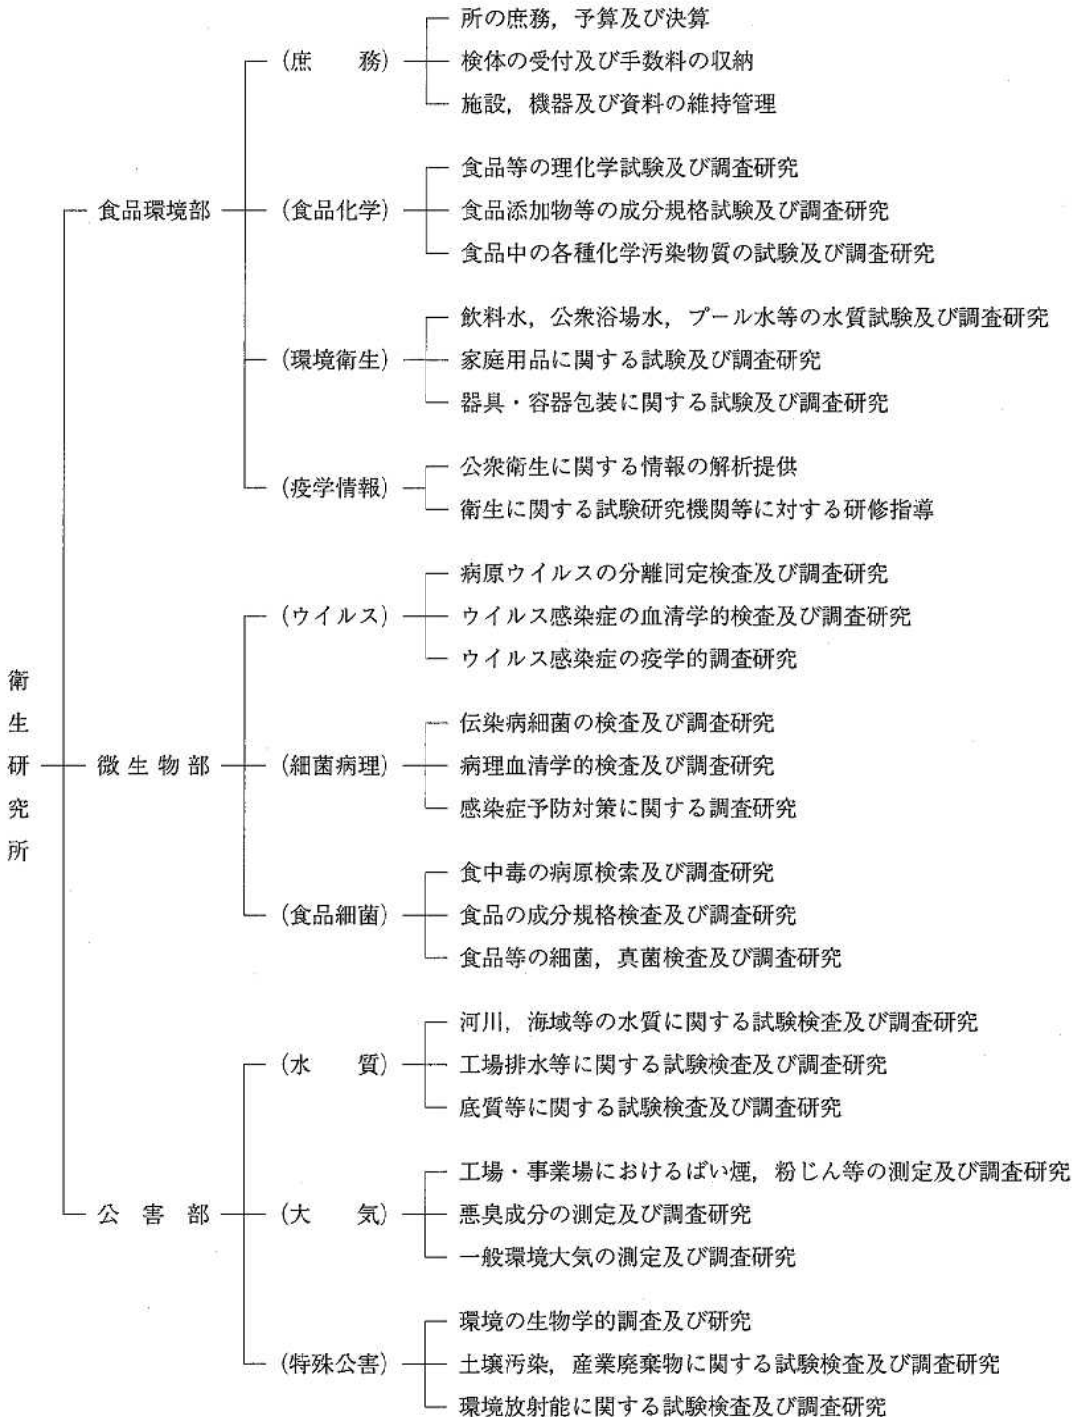 衛生研究所
食品環境部
(庶　務)
所の庶務，予算及び決算
検体の受付及び手数料の収納
施設，機器及び資料の維持管理
(食品化学)
食品等の理化学試験及び調査研究
食品添加物等の成分規格試験及び調査研究
食品中の各種化学汚染物質の試験及び調査研究
(環境衛生)
飲料水，公衆浴場水，プール水等の水質試験及び調査研究
家庭用品に関する試験及び調査研究
器具・容器包装に関する試験及び調査研究
(疫学情報)
公衆衛生に関する情報の解析提供
衛生に関する試験研究機関等に対する研修指導
微生物部
(ウイルス)
病原ウイルスの分離同定検査及び調査研究
ウイルス感染症の血清学的検査及び調査研究
ウイルス感染症の疫学的調査研究
(細菌病理)
伝染病細菌の検査及び調査研究
病理血清学的検査及び調査研究
感染症予防対策に関する調査研究
(食品細菌)
食中毒の病原検索及び調査研究
食品の成分規格検査及び調査研究
食品等の細菌，真菌検査及び調査研究
公害部
(水　質)
河川，海域等の水質に関する試験検査及び調査研究
工場排水等に関する試験検査及び調査研究
底質等に関する試験検査及び調査研究
(大　気)
工場・事業場におけるばい煙，粉じん等の測定及び調査研究
悪臭成分の測定及び調査研究
一般環境大気の測定及び調査研究
(特殊公害)
環境の生物学的調査及び研究
土壌汚染，産業廃棄物に関する試験検査及び調査研究
環境放射能に関する試験検査及び調査研究